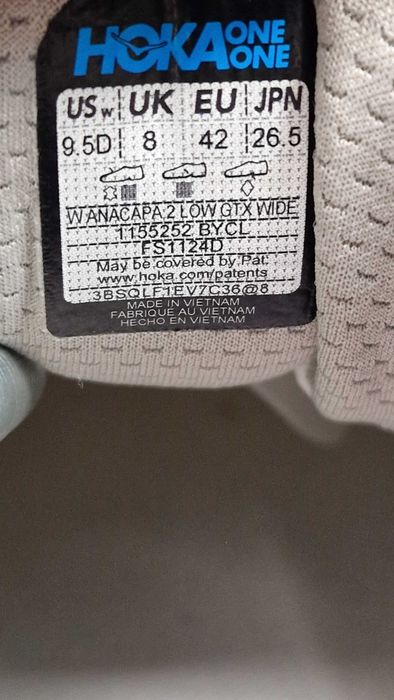 HOKA ONE ONE
US w UK EU JPN
9.5D 8 42 26.5
W ANACAPA 2 LOW GTX WIDE
1155252 BYCL
FS1124D
May be covered by Pat.
www.hoka.com/patents
3BSQLF1EV7C36@8
MADE IN VIETNAM
FABRIQUE AU VIETNAM
HECHO EN VIETNAM